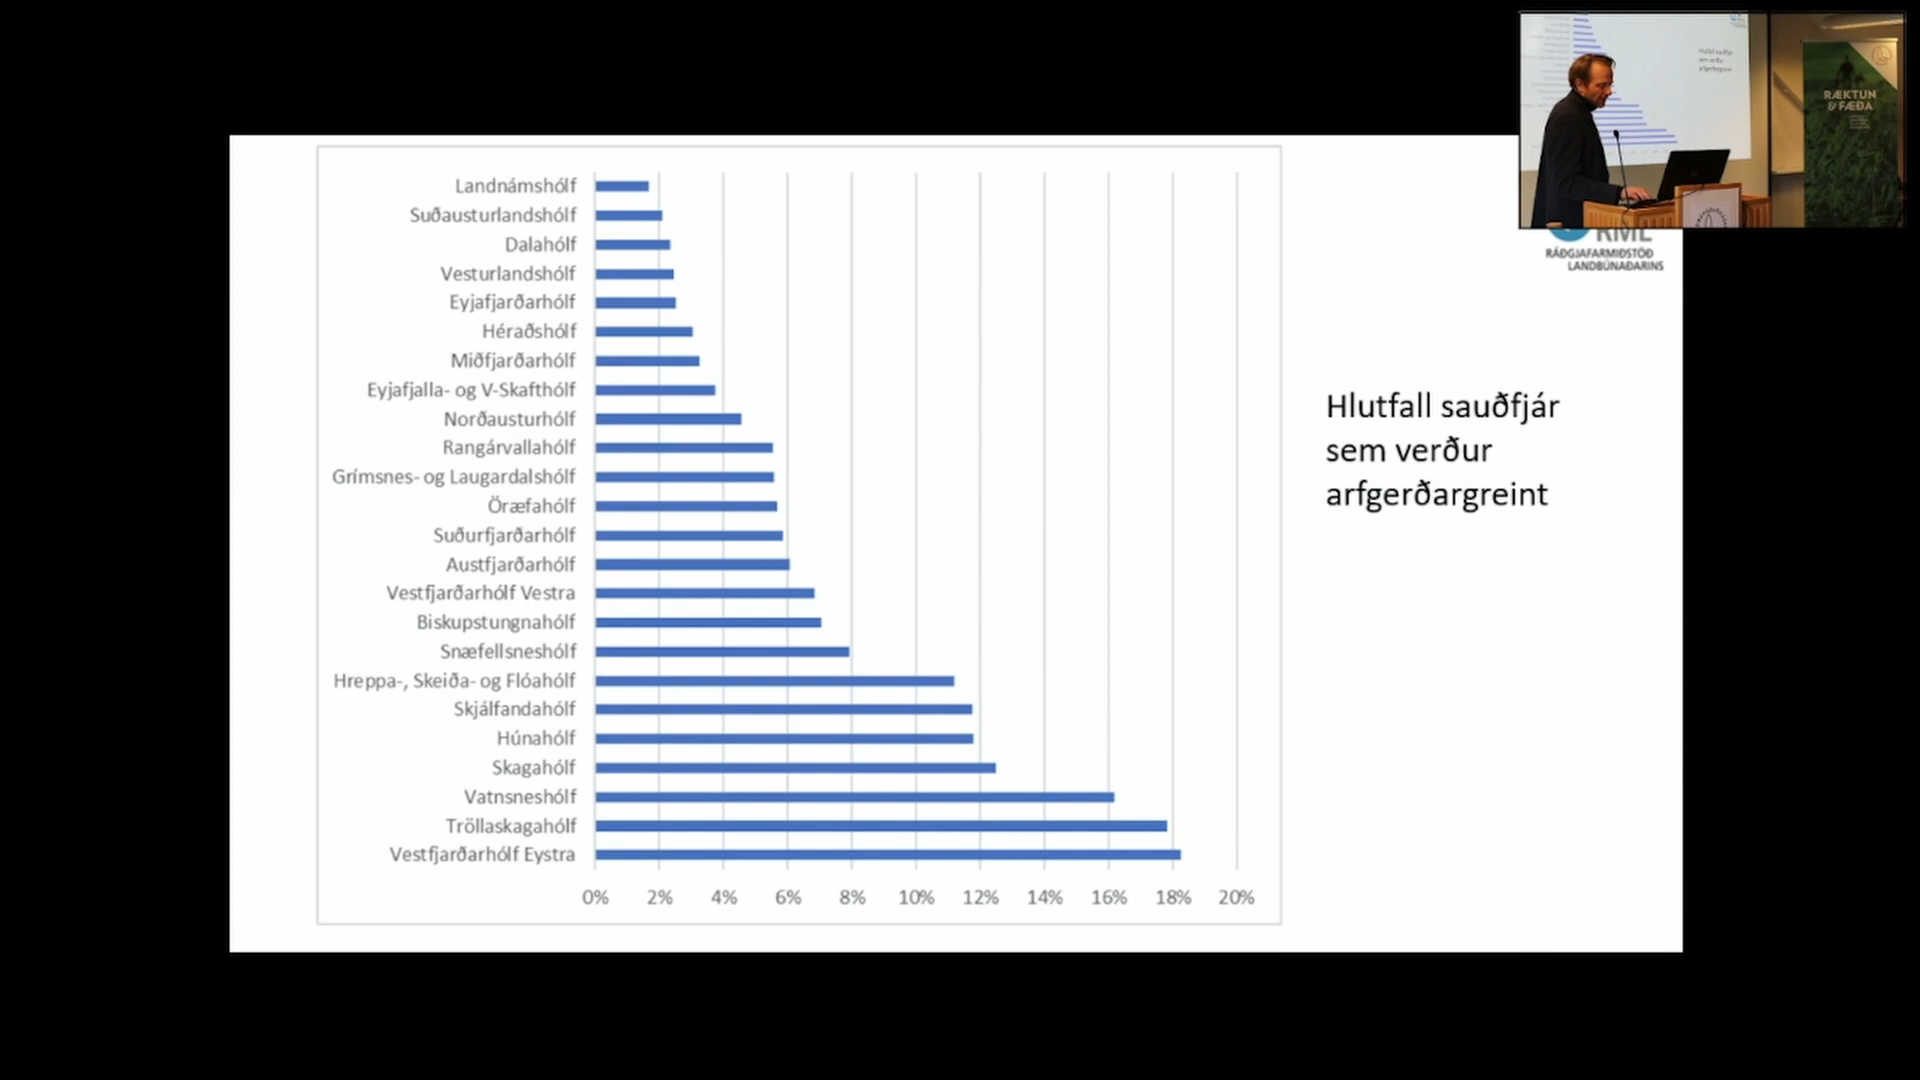 Landnámshólf
Suðausturlandshólf
Dalahólf
Vesturlandshólf
Eyjafjarðarhólf
Héraðshólf
Miðfjarðarhólf
Eyjafjalla- og V-Skafthólf
Norðausturhólf
Rangárvallahólf
Grímsnes- og Laugardalshólf
Öræfahólf
Suðurfjarðarhólf
Austfjarðarhólf
Vestfjarðarhólf Vestra
Biskupstungnahólf
Snæfellsneshólf
Hreppa-, Skeiða- og Flóahólf
Skjálfandahólf
Húnahólf
Skagahólf
Vatnsneshólf
Tröllaskagahólf
Vestfjarðarhólf Eystra
0% 2% 4% 6% 8% 10% 12% 14% 16% 18% 20%
Hlutfall sauðfjár
sem verður
arfgerðargreint
RML
RÁÐGJAFARMIÐSTÖÐ
LANDBÚNAÐARINS
RÆKTUN
& FÆÐA